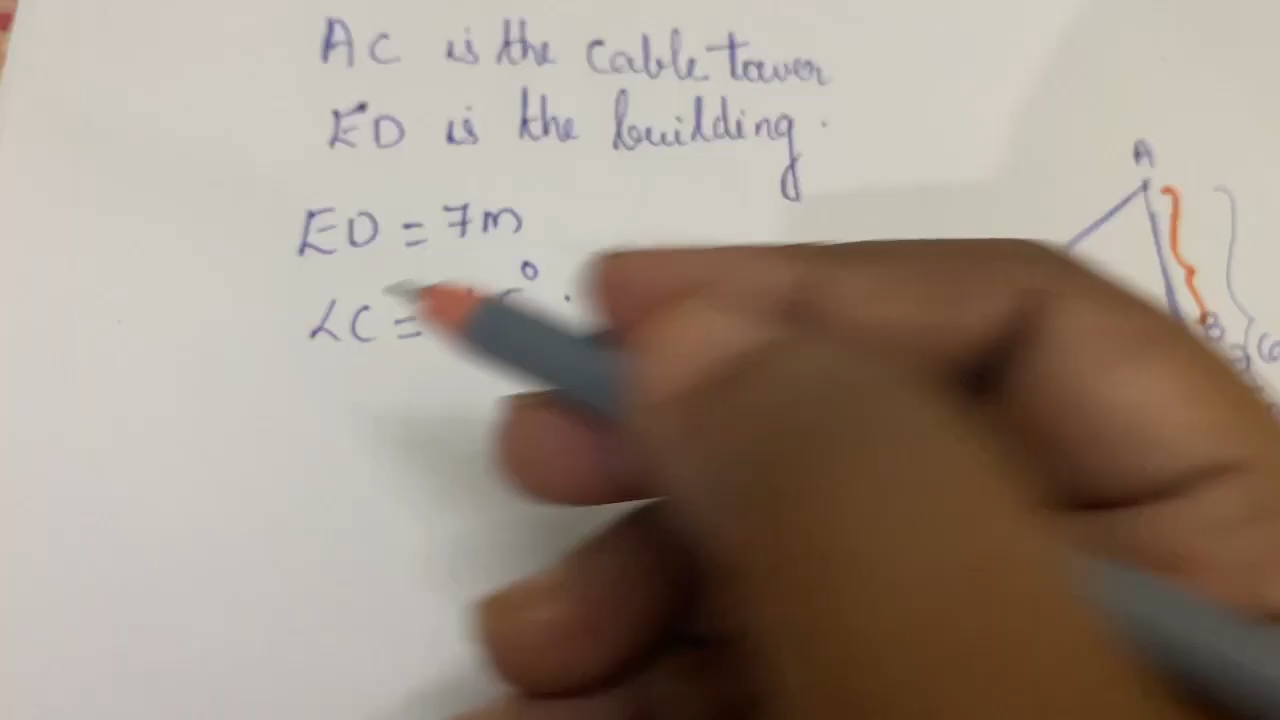 AC is the cable tower
ED is the building.
ED = 7m
∠C =
A
B